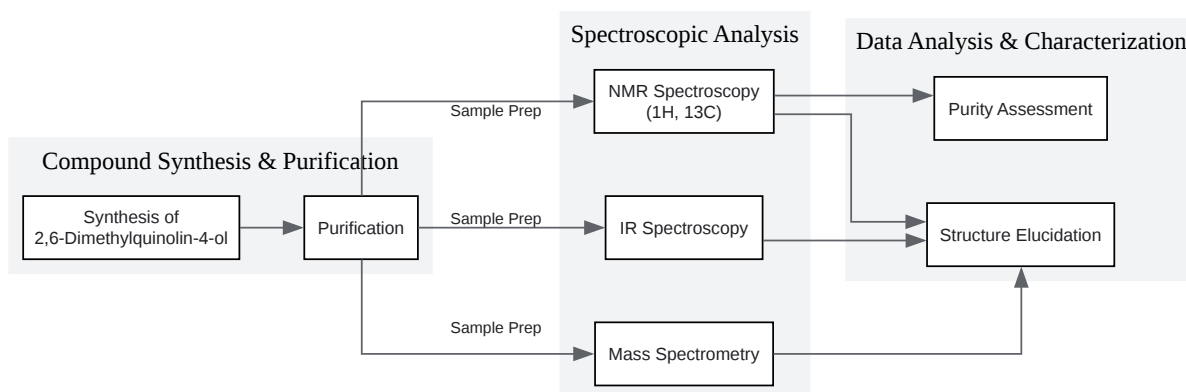 Compound Synthesis & Purification
Synthesis of
2,6-Dimethylquinolin-4-ol
Purification
Sample Prep
Sample Prep
Sample Prep
Spectroscopic Analysis
NMR Spectroscopy
(1H, 13C)
IR Spectroscopy
Mass Spectrometry
Data Analysis & Characterization
Purity Assessment
Structure Elucidation